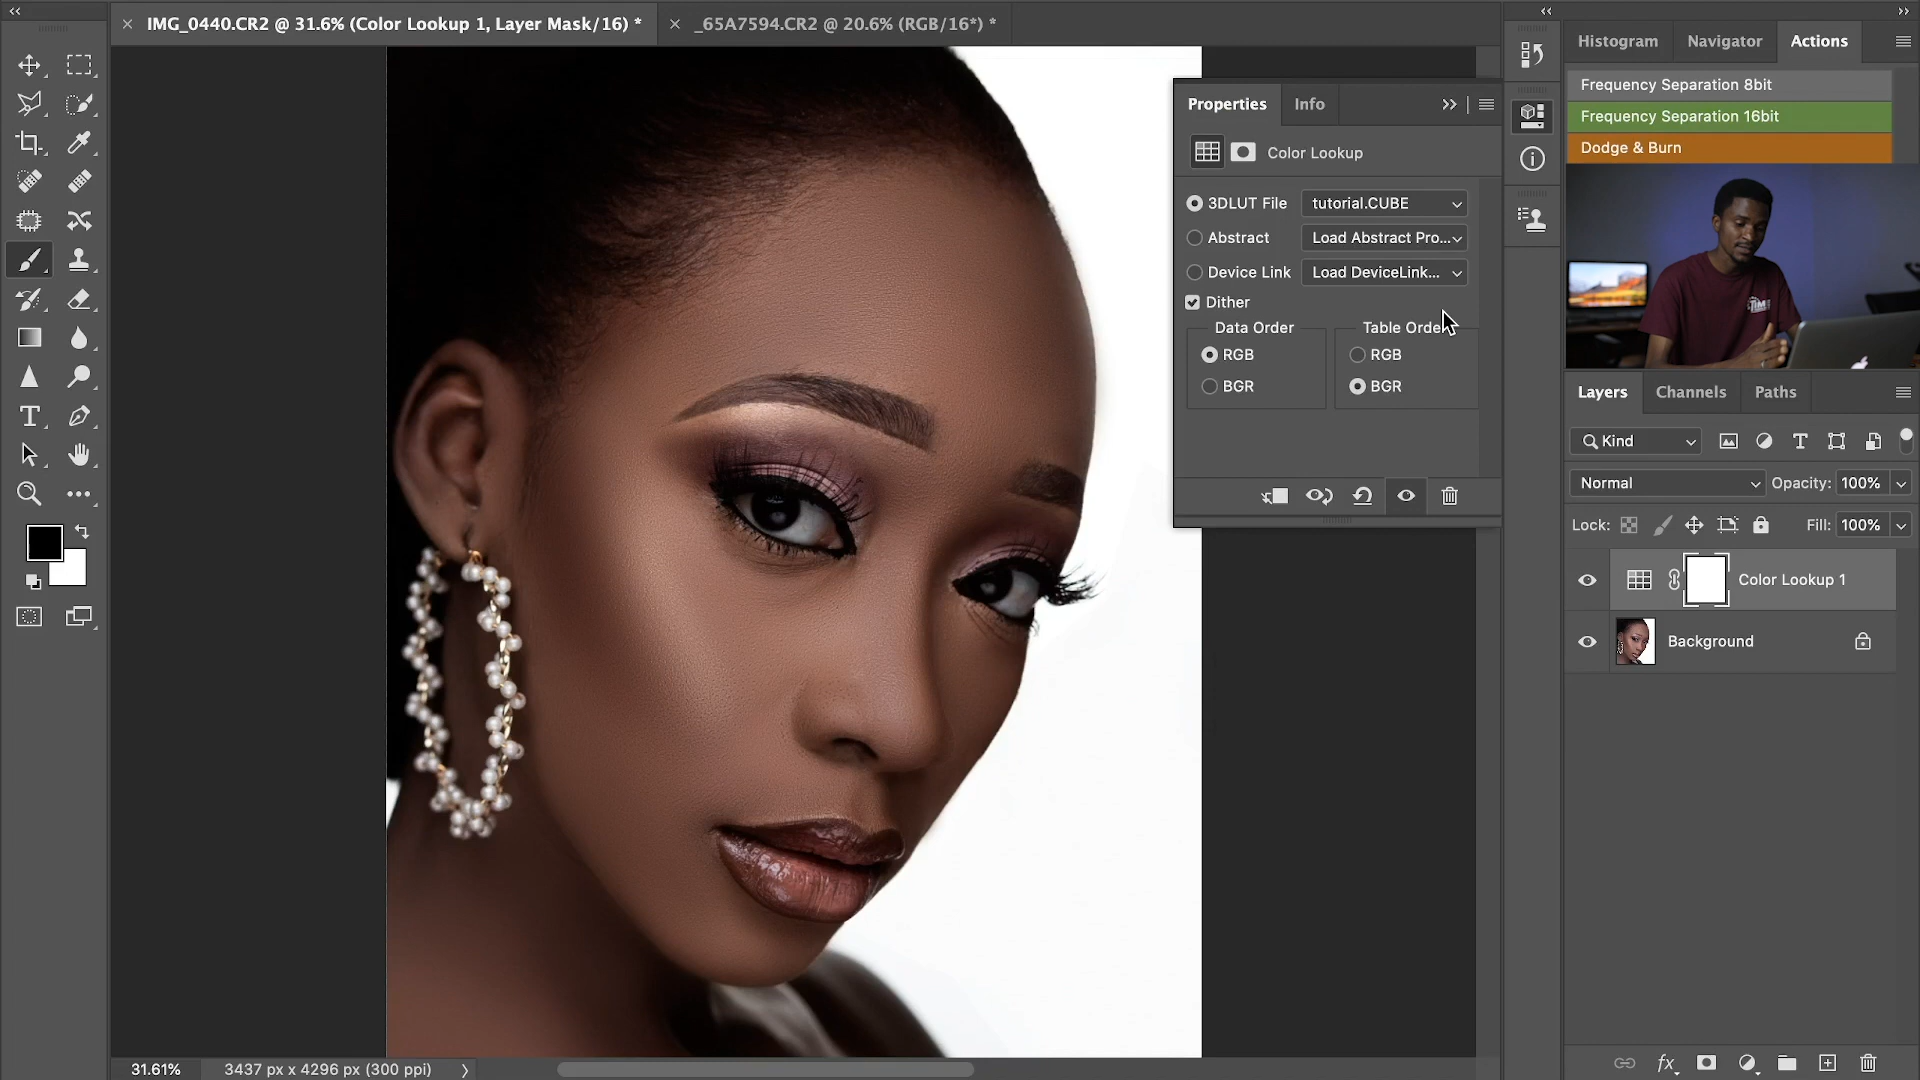 IMG_0440.CR2 @ 31.6% (Color Lookup 1, Layer Mask/16) *
_65A7594.CR2 @ 20.6% (RGB/16*) *
Histogram
Navigator
Actions
Frequency Separation 8bit
Frequency Separation 16bit
Dodge & Burn
Properties
Info
Color Lookup
3DLUT File
tutorial.CUBE
Abstract
Load Abstract Pro...
Device Link
Load DeviceLink...
Dither
Data Order
Table Order
RGB
RGB
BGR
BGR
Layers
Channels
Paths
Kind
Normal
Opacity: 100%
Lock:
Fill: 100%
Color Lookup 1
Background
31.61%
3437 px x 4296 px (300 ppi)